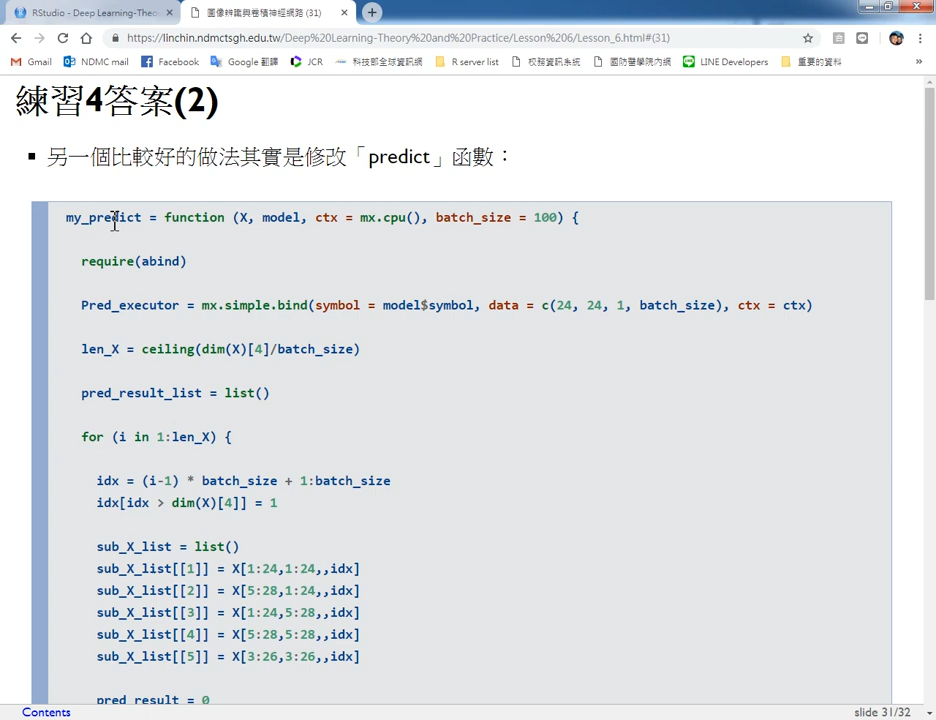 RStudio - Deep Learning-Theo
圖像辨識與卷積神經網路 (31)
https://linchin.ndmctsgh.edu.tw/Deep%20Learning-Theory%20and%20Practice/Lesson%206/Lesson_6.html#(31)
Gmail NDMC mail Facebook Google 翻譯 JCR 科技部全球資訊網 R server list 校務資訊系統 國防醫學院內網 LINE Developers 重要的資料 »
練習4答案(2)
另一個比較好的做法其實是修改「predict」函數：
my_predict = function (X, model, ctx = mx.cpu(), batch_size = 100) {
require(abind)
Pred_executor = mx.simple.bind(symbol = model$symbol, data = c(24, 24, 1, batch_size), ctx = ctx)
len_X = ceiling(dim(X)[4]/batch_size)
pred_result_list = list()
for (i in 1:len_X) {
idx = (i-1) * batch_size + 1:batch_size
idx[idx > dim(X)[4]] = 1
sub_X_list = list()
sub_X_list[[1]] = X[1:24,1:24,,idx]
sub_X_list[[2]] = X[5:28,1:24,,idx]
sub_X_list[[3]] = X[1:24,5:28,,idx]
sub_X_list[[4]] = X[5:28,5:28,,idx]
sub_X_list[[5]] = X[3:26,3:26,,idx]
pred_result = 0
Contents
slide 31/32